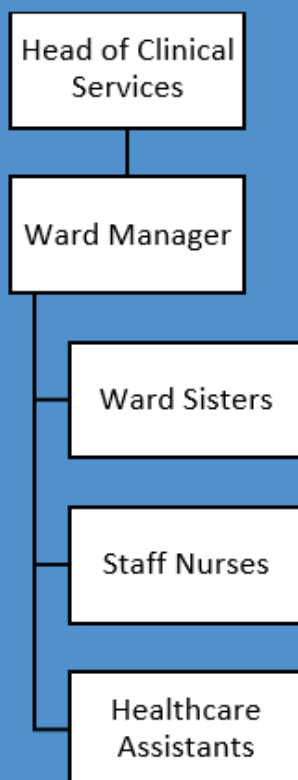 Head of Clinical
Services
Ward Manager
Ward Sisters
Staff Nurses
Healthcare
Assistants